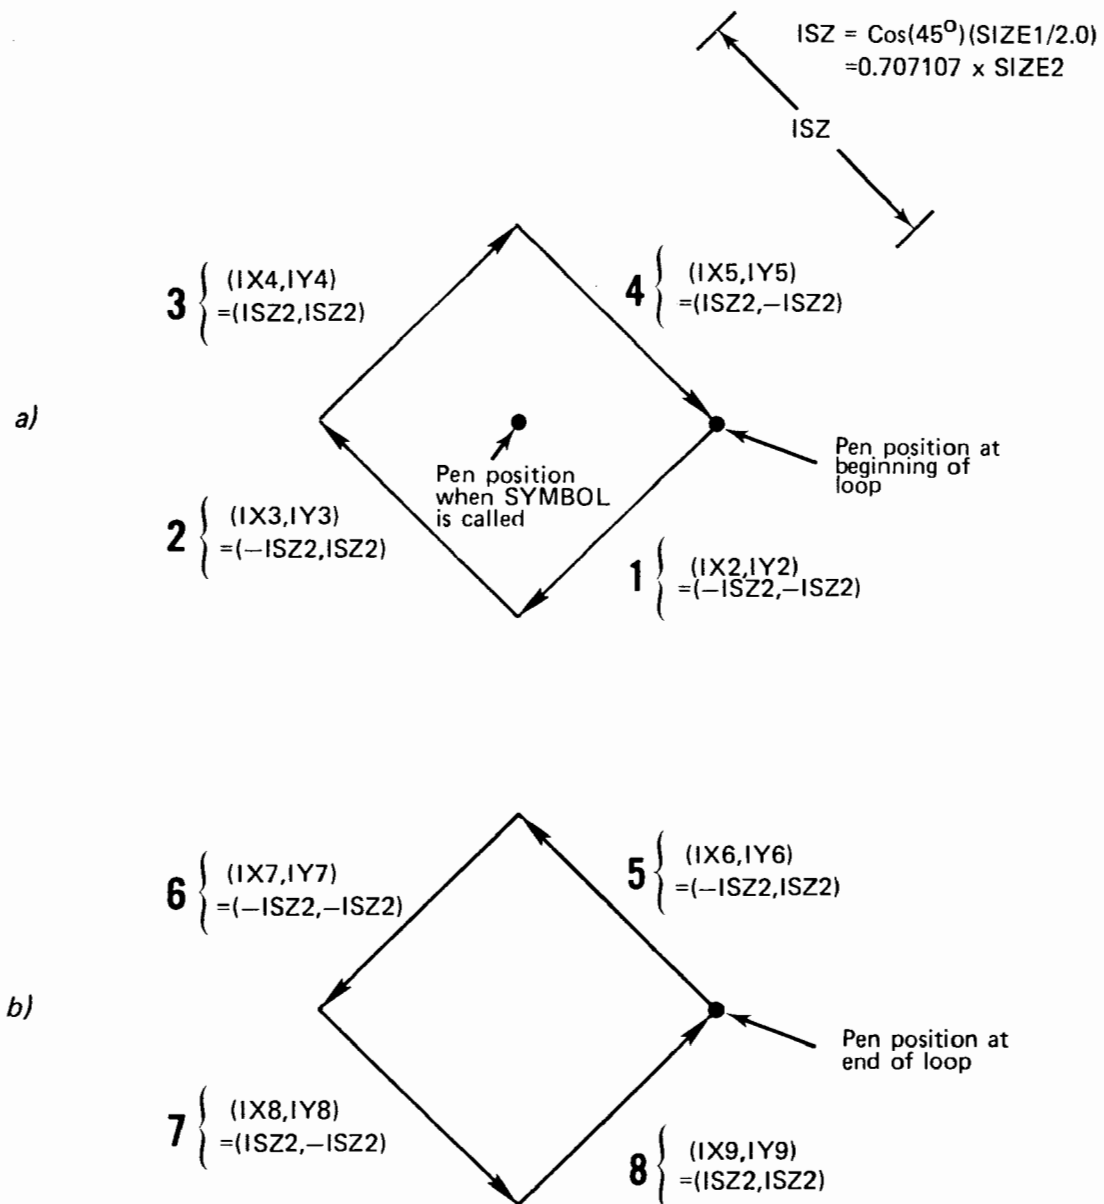 ISZ = Cos(45°)(SIZE1/2.0)
=0.707107 x SIZE2
ISZ
3 { (IX4,IY4)
=(ISZ2,ISZ2)
4 { (IX5,IY5)
=(ISZ2,−ISZ2)
a)
Pen position
when SYMBOL
is called
Pen position at
beginning of
loop
2 { (IX3,IY3)
=(−ISZ2,ISZ2)
1 { (IX2,IY2)
=(−ISZ2,−ISZ2)
6 { (IX7,IY7)
=(−ISZ2,−ISZ2)
5 { (IX6,IY6)
=(−ISZ2,ISZ2)
b)
Pen position at
end of loop
7 { (IX8,IY8)
=(ISZ2,−ISZ2)
8 { (IX9,IY9)
=(ISZ2,ISZ2)